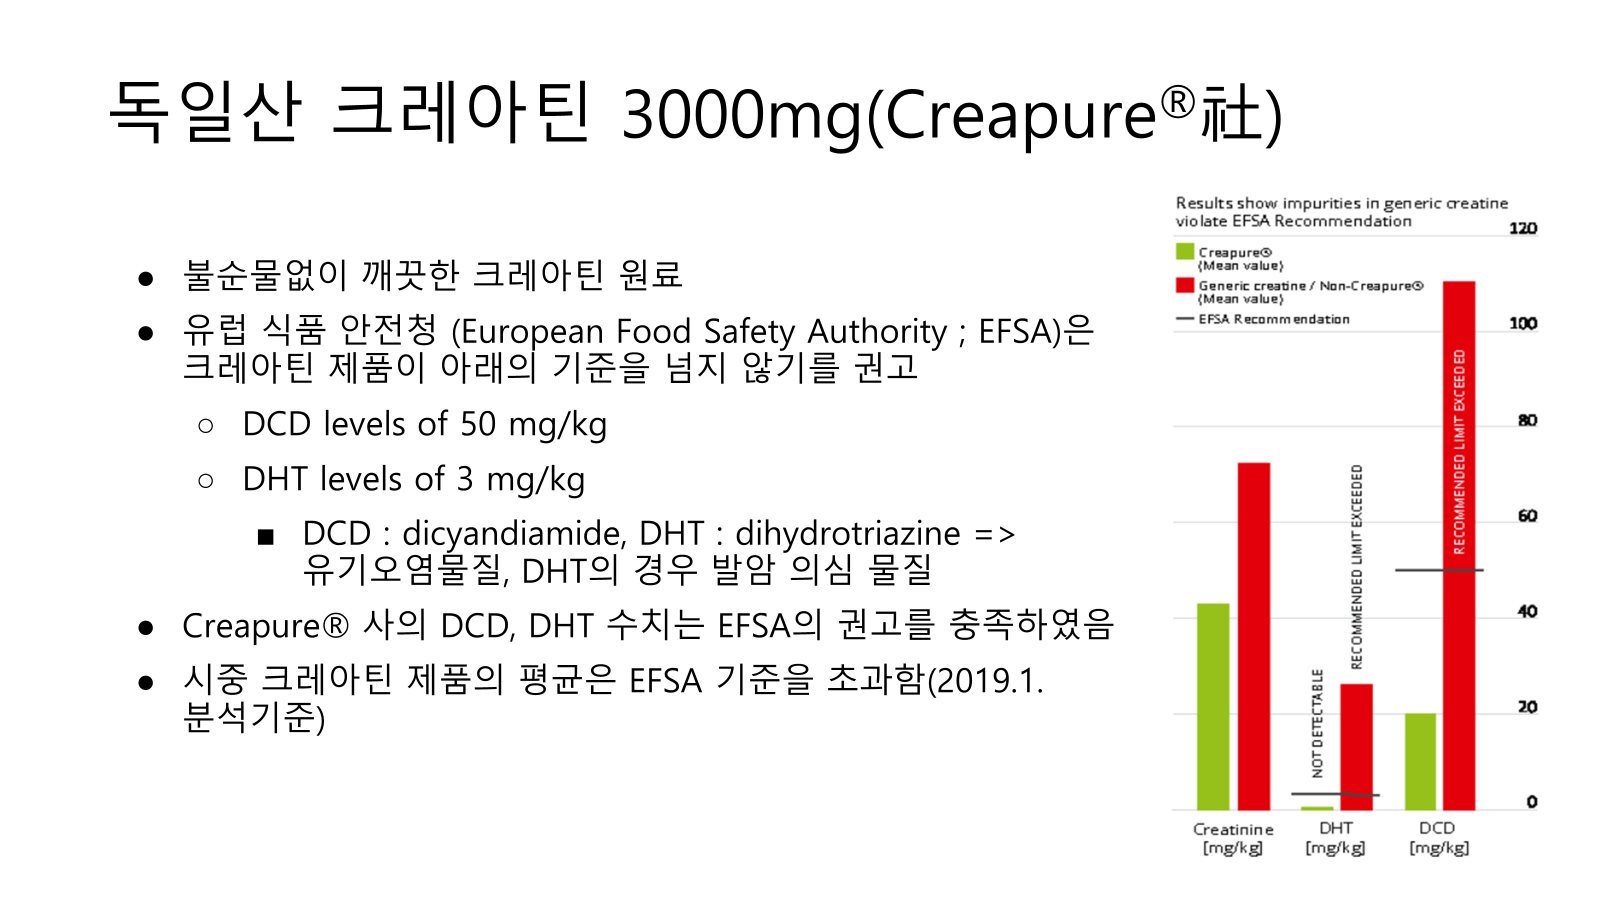 독일산 크레아틴 3000mg(Creapure®社)
● 불순물없이 깨끗한 크레아틴 원료
● 유럽 식품 안전청 (European Food Safety Authority ; EFSA)은
크레아틴 제품이 아래의 기준을 넘지 않기를 권고
○ DCD levels of 50 mg/kg
○ DHT levels of 3 mg/kg
■ DCD : dicyandiamide, DHT : dihydrotriazine =>
유기오염물질, DHT의 경우 발암 의심 물질
● Creapure® 사의 DCD, DHT 수치는 EFSA의 권고를 충족하였음
● 시중 크레아틴 제품의 평균은 EFSA 기준을 초과함(2019.1.
분석기준)
Results show impurities in generic creatine
violate EFSA Recommendation
Creapure®
(Mean value)
Generic creatine / Non-Creapure®
(Mean value)
EFSA Recommendation
120
100
80
60
40
20
0
NOT DETECTABLE
RECOMMENDED LIMIT EXCEEDED
RECOMMENDED LIMIT EXCEEDED
Creatinine
[mg/kg]
DHT
[mg/kg]
DCD
[mg/kg]